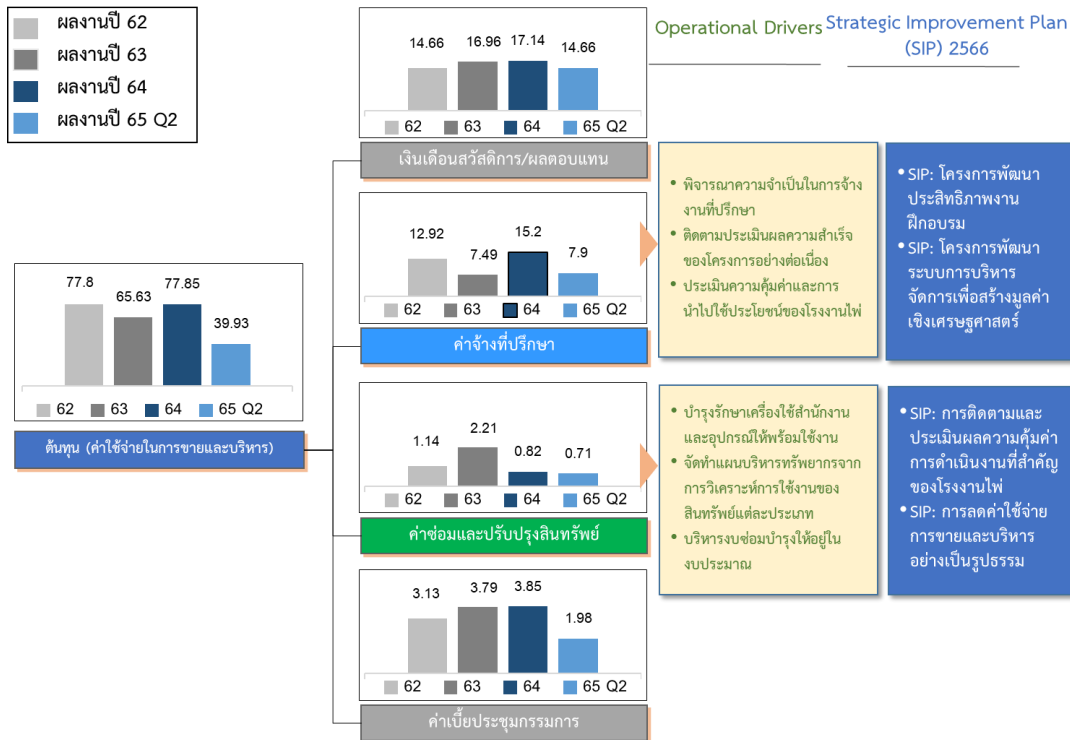 ผลงานปี 62
ผลงานปี 63
ผลงานปี 64
ผลงานปี 65 Q2
77.8
65.63
77.85
39.93
62 63 64 65 Q2
ต้นทุน (ค่าใช้จ่ายในการขายและบริหาร)
14.66 16.96 17.14 14.66
62 63 64 65 Q2
เงินเดือนสวัสดิการ/ผลตอบแทน
12.92
7.49
15.2
7.9
62 63 64 65 Q2
ค่าจ้างที่ปรึกษา
1.14
2.21
0.82
0.71
62 63 64 65 Q2
ค่าซ่อมและปรับปรุงสินทรัพย์
3.13
3.79
3.85
1.98
62 63 64 65 Q2
ค่าเบี้ยประชุมกรรมการ
Operational Drivers
• พิจารณาความจำเป็นในการจ้าง
งานที่ปรึกษา
• ติดตามประเมินผลความสำเร็จ
ของโครงการอย่างต่อเนื่อง
• ประเมินความคุ้มค่าและการ
นำไปใช้ประโยชน์ของโรงงานไพ่
• บำรุงรักษาเครื่องใช้สำนักงาน
และอุปกรณ์ให้พร้อมใช้งาน
• จัดทำแผนบริหารทรัพยากรจาก
การวิเคราะห์การใช้งานของ
สินทรัพย์แต่ละประเภท
• บริหารงบซ่อมบำรุงให้อยู่ใน
งบประมาณ
Strategic Improvement Plan
(SIP) 2566
• SIP: โครงการพัฒนา
ประสิทธิภาพงาน
ฝึกอบรม
• SIP: โครงการพัฒนา
ระบบการบริหาร
จัดการเพื่อสร้างมูลค่า
เชิงเศรษฐศาสตร์
• SIP: การติดตามและ
ประเมินผลความคุ้มค่า
การดำเนินงานที่สำคัญ
ของโรงงานไพ่
• SIP: การลดค่าใช้จ่าย
การขายและบริหาร
อย่างเป็นรูปธรรม